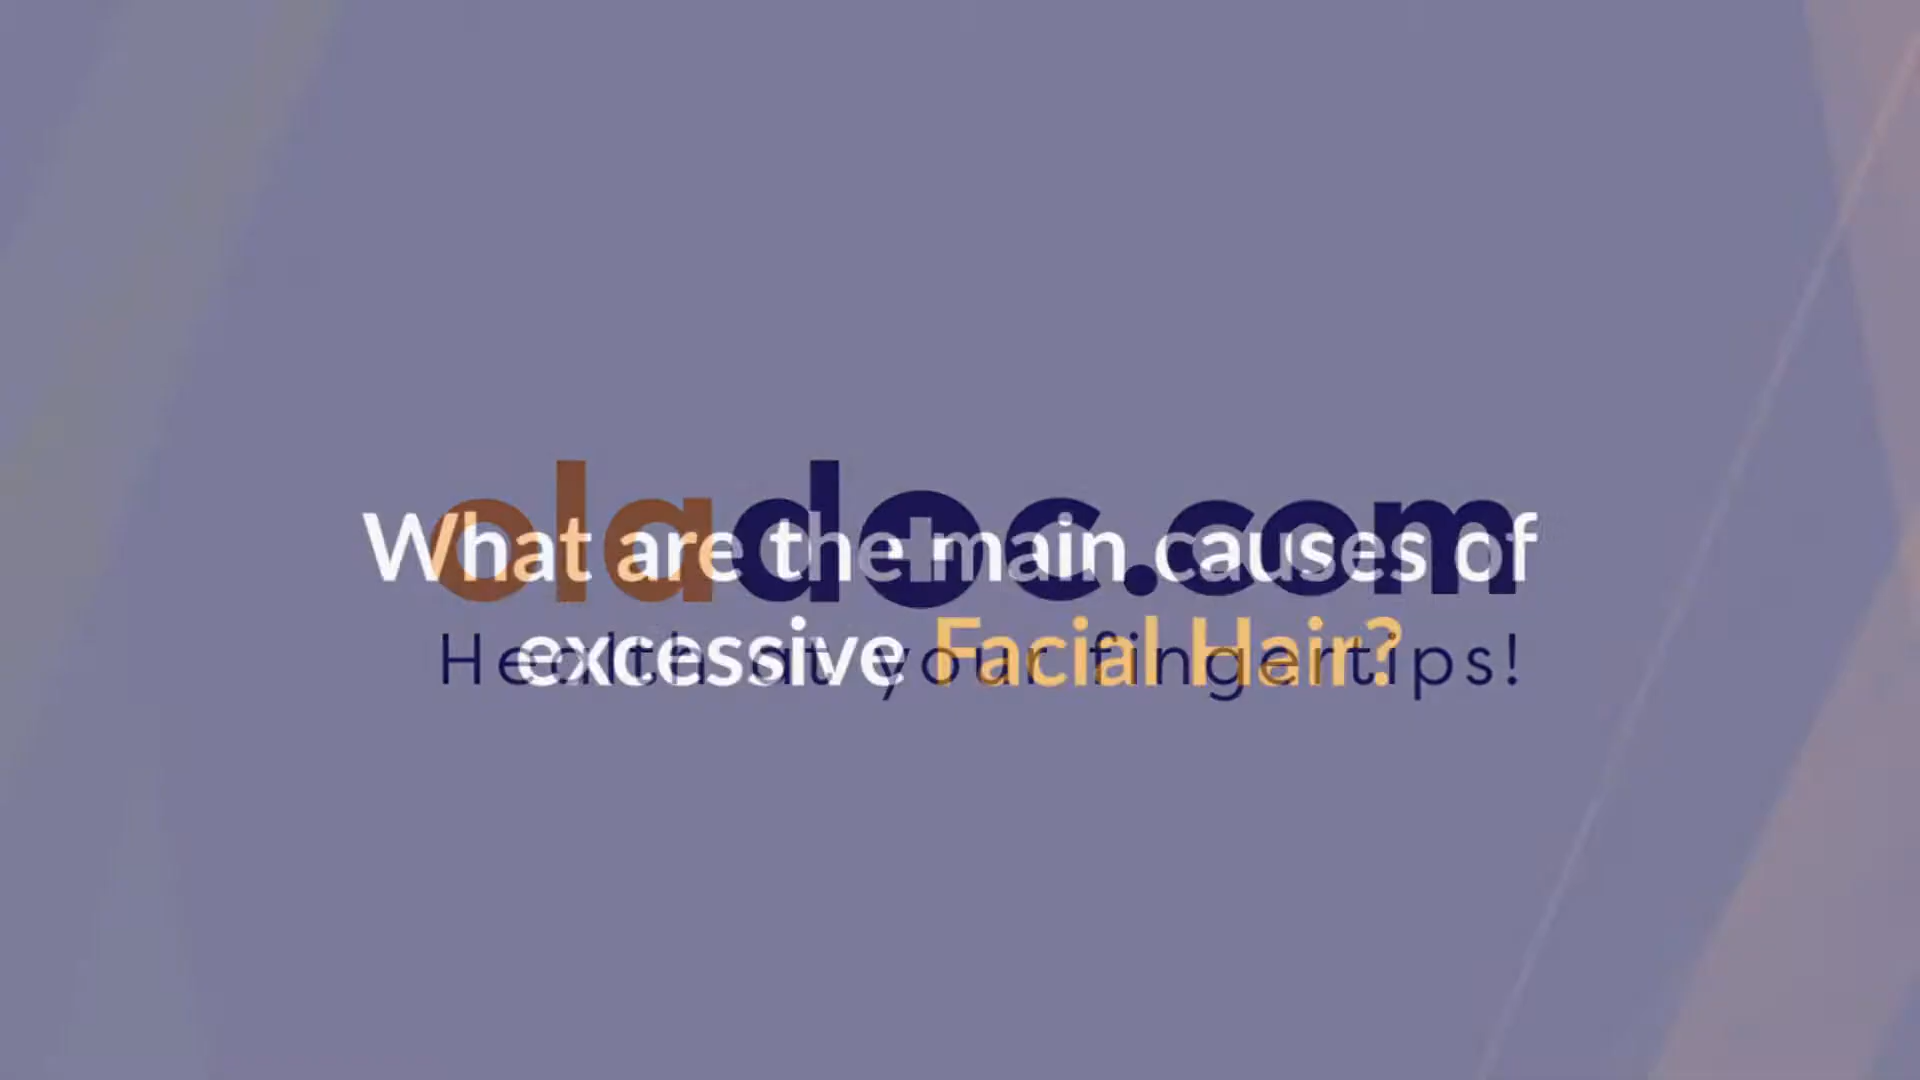 oladoc.com
Health at your fingertips!
What are the main causes of
excessive Facial Hair?